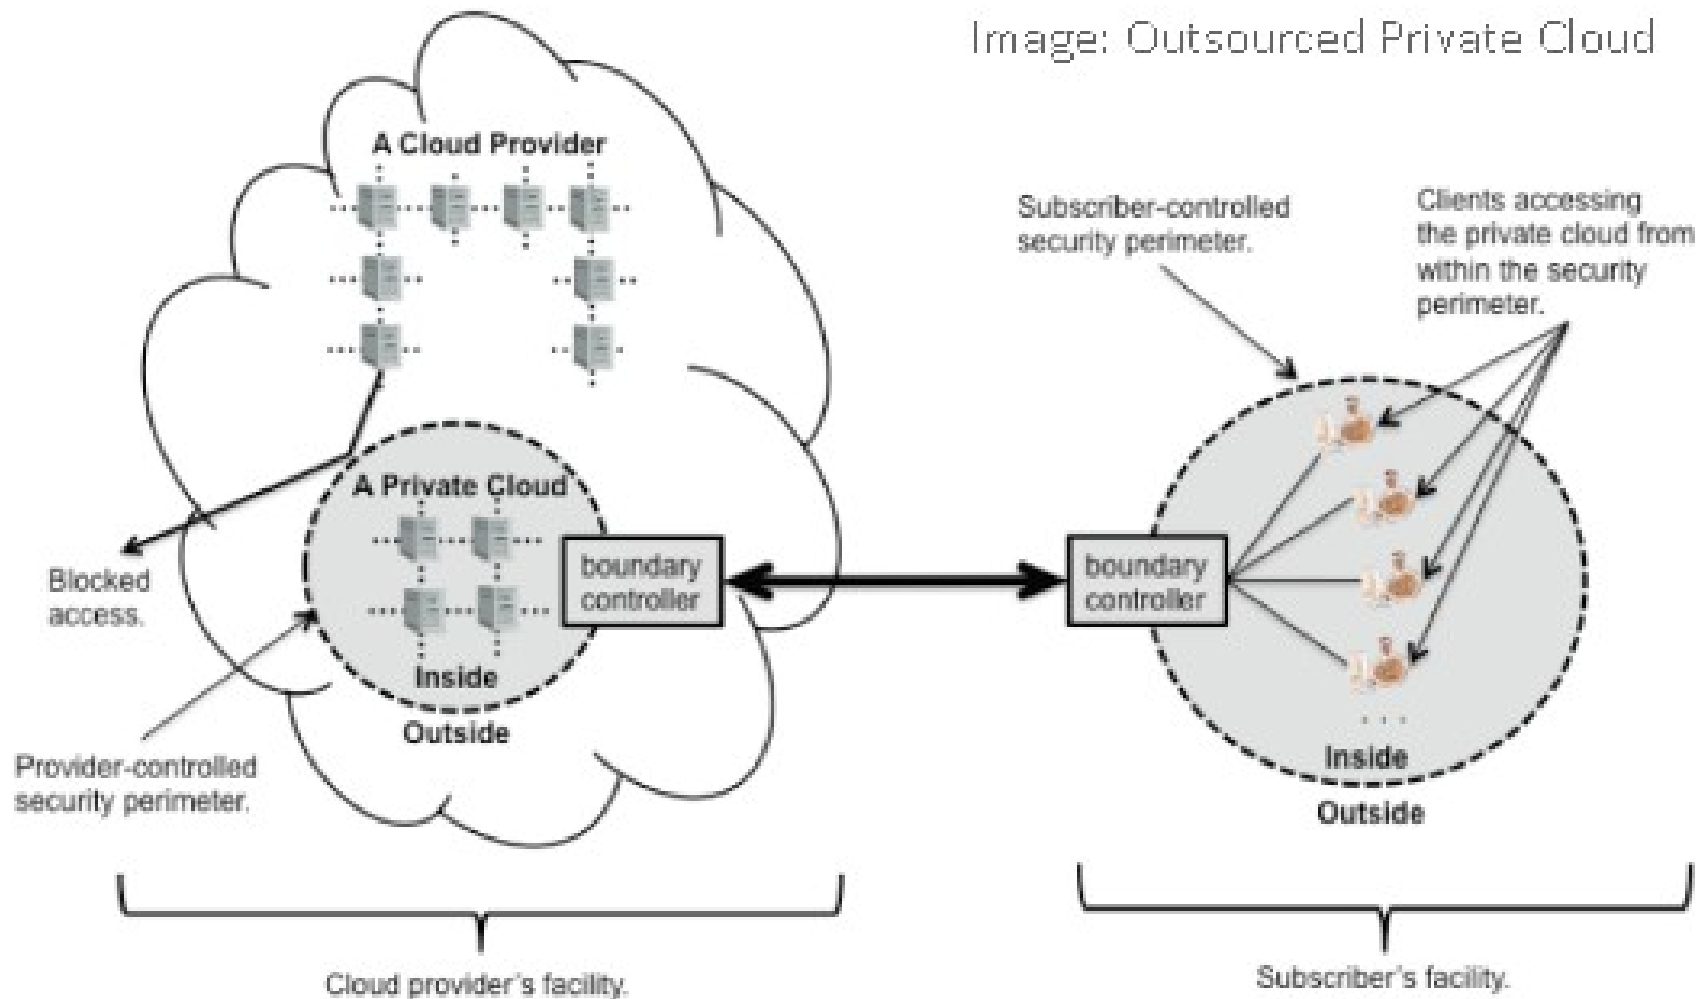 Image: Outsourced Private Cloud
A Cloud Provider
Subscriber-controlled
security perimeter.
Clients accessing
the private cloud from
within the security
perimeter.
A Private Cloud
boundary
controller
boundary
controller
Blocked
access.
Inside
Outside
Provider-controlled
security perimeter.
Inside
Outside
Cloud provider's facility.
Subscriber's facility.